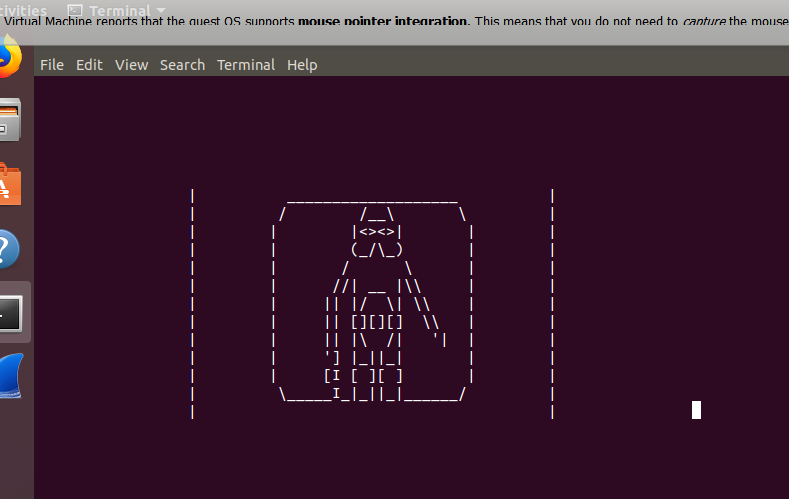 Terminal
Virtual Machine reports that the guest OS supports mouse pointer integration. This means that you do not need to capture the mouse
File Edit View Search Terminal Help
|          ___________________          |
|         /        /__\       \         |
|        |        |<><>|       |        |
|        |        (_/\_)       |        |
|        |       /      \      |        |
|        |      //| __ |\\     |        |
|        |     || |/  \| \\    |        |
|        |     || [][][]  \\   |        |
|        |     || |\  /|   '|  |        |
|        |     '] |_||_|       |        |
|        |     [I [ ][ ]       |        |
|         \_____I_|_||_|______/         |
|                                       |